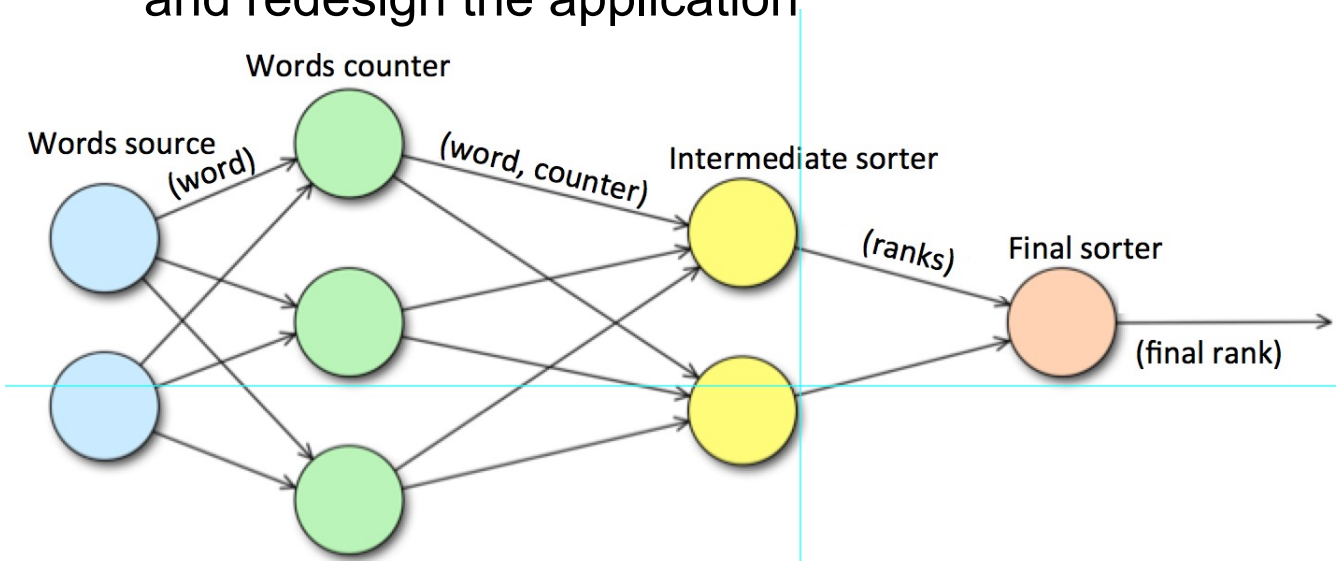 and redesign the application
Words counter
Words source
(word)
(word, counter)
Intermediate sorter
(ranks)
Final sorter
(final rank)